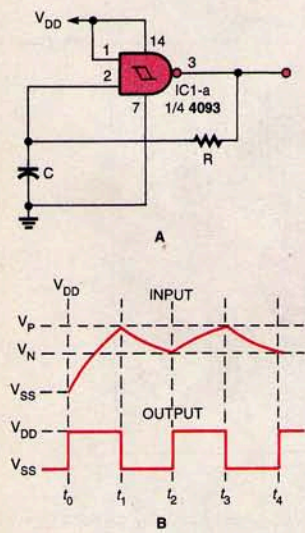 VDD
14
1
2
3
IC1-a
1/4 4093
7
R
C
A
VDD
INPUT
VP
VN
VSS
OUTPUT
VDD
VSS
t0 t1 t2 t3 t4
B